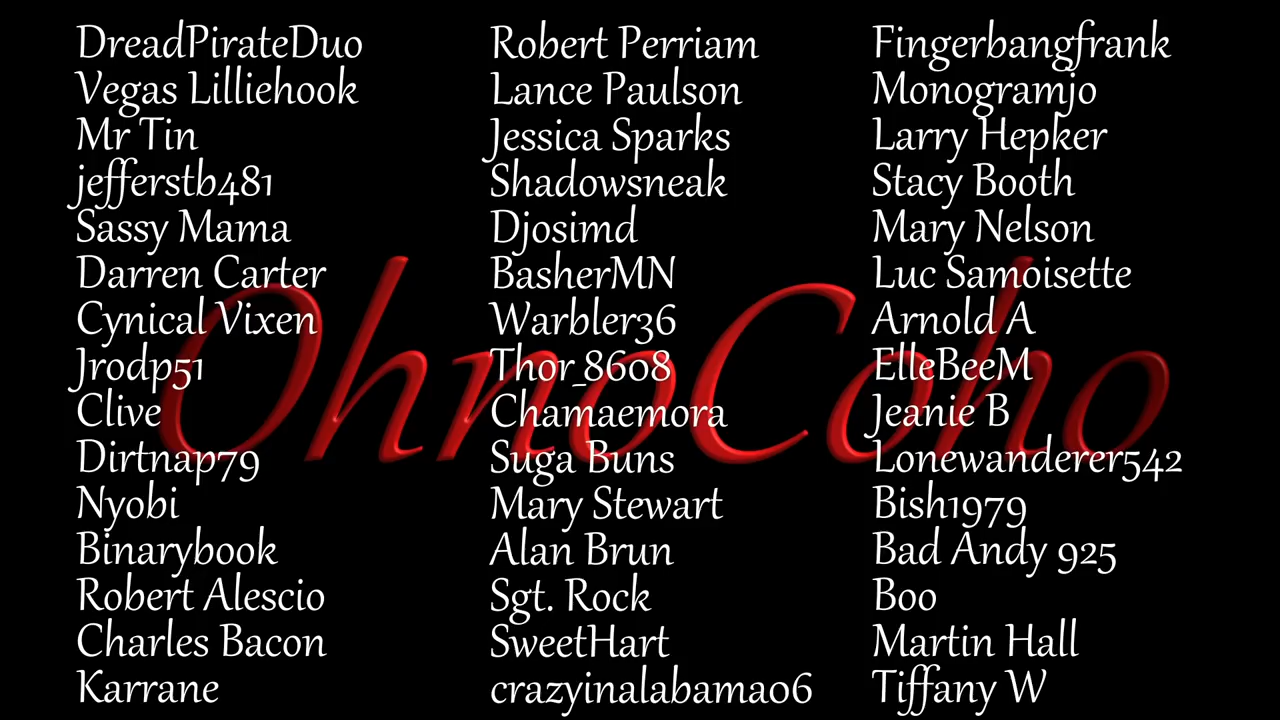 DreadPirateDuo
Vegas Lilliehook
Mr Tin
jefferstb481
Sassy Mama
Darren Carter
Cynical Vixen
Jrodp51
Clive
Dirtnap79
Nyobi
Binarybook
Robert Alescio
Charles Bacon
Karrane
Robert Perriam
Lance Paulson
Jessica Sparks
Shadowsneak
Djosimd
BasherMN
Warbler36
Thor_8608
Chamaemora
Suga Buns
Mary Stewart
Alan Brun
Sgt. Rock
SweetHart
crazyinalabama06
Fingerbangfrank
Monogramjo
Larry Hepker
Stacy Booth
Mary Nelson
Luc Samoisette
Arnold A
ElleBeeM
Jeanie B
Lonewanderer542
Bish1979
Bad Andy 925
Boo
Martin Hall
Tiffany W
OhnoCoho